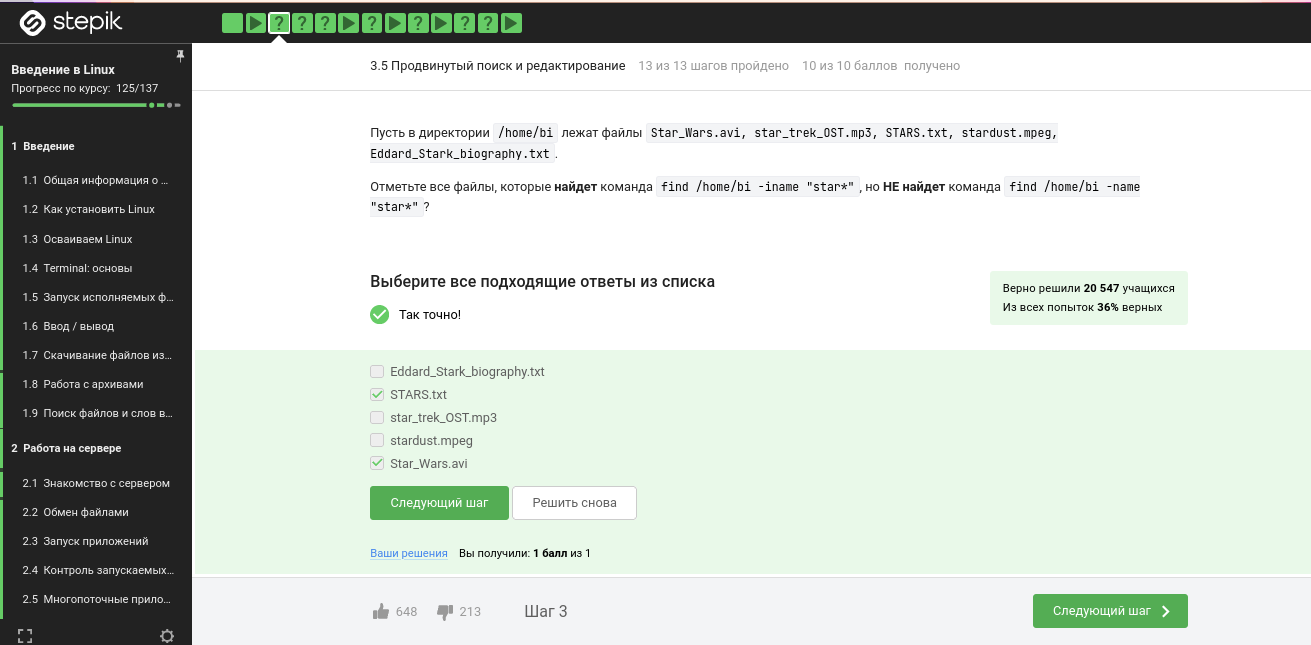 stepik
? ? ? ? ? ? ?
Введение в Linux
Прогресс по курсу: 125/137
1 Введение
1.1 Общая информация о ...
1.2 Как установить Linux
1.3 Осваиваем Linux
1.4 Terminal: основы
1.5 Запуск исполняемых ф...
1.6 Ввод / вывод
1.7 Скачивание файлов из...
1.8 Работа с архивами
1.9 Поиск файлов и слов в...
2 Работа на сервере
2.1 Знакомство с сервером
2.2 Обмен файлами
2.3 Запуск приложений
2.4 Контроль запускаемых...
2.5 Многопоточные прило...
3.5 Продвинутый поиск и редактирование 13 из 13 шагов пройдено 10 из 10 баллов получено
Пусть в директории /home/bi лежат файлы Star_Wars.avi, star_trek_OST.mp3, STARS.txt, stardust.mpeg,
Eddard_Stark_biography.txt .
Отметьте все файлы, которые найдет команда find /home/bi -iname "star*" , но НЕ найдет команда find /home/bi -name
"star*" ?
Выберите все подходящие ответы из списка
Так точно!
Верно решили 20 547 учащихся
Из всех попыток 36% верных
Eddard_Stark_biography.txt
STARS.txt
star_trek_OST.mp3
stardust.mpeg
Star_Wars.avi
Следующий шаг Решить снова
Ваши решения Вы получили: 1 балл из 1
648 213 Шаг 3 Следующий шаг